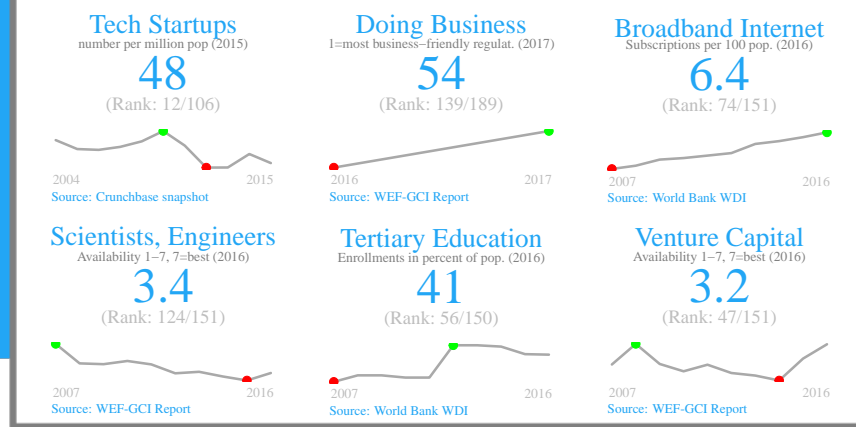 Tech Startups
number per million pop (2015)
48
(Rank: 12/106)
2004 2015
Source: Crunchbase snapshot
Doing Business
1=most business−friendly regulat. (2017)
54
(Rank: 139/189)
2016 2017
Source: WEF-GCI Report
Broadband Internet
Subscriptions per 100 pop. (2016)
6.4
(Rank: 74/151)
2007 2016
Source: World Bank WDI
Scientists, Engineers
Availability 1−7, 7=best (2016)
3.4
(Rank: 124/151)
2007 2016
Source: WEF-GCI Report
Tertiary Education
Enrollments in percent of pop. (2016)
41
(Rank: 56/150)
2007 2016
Source: World Bank WDI
Venture Capital
Availability 1−7, 7=best (2016)
3.2
(Rank: 47/151)
2007 2016
Source: WEF-GCI Report